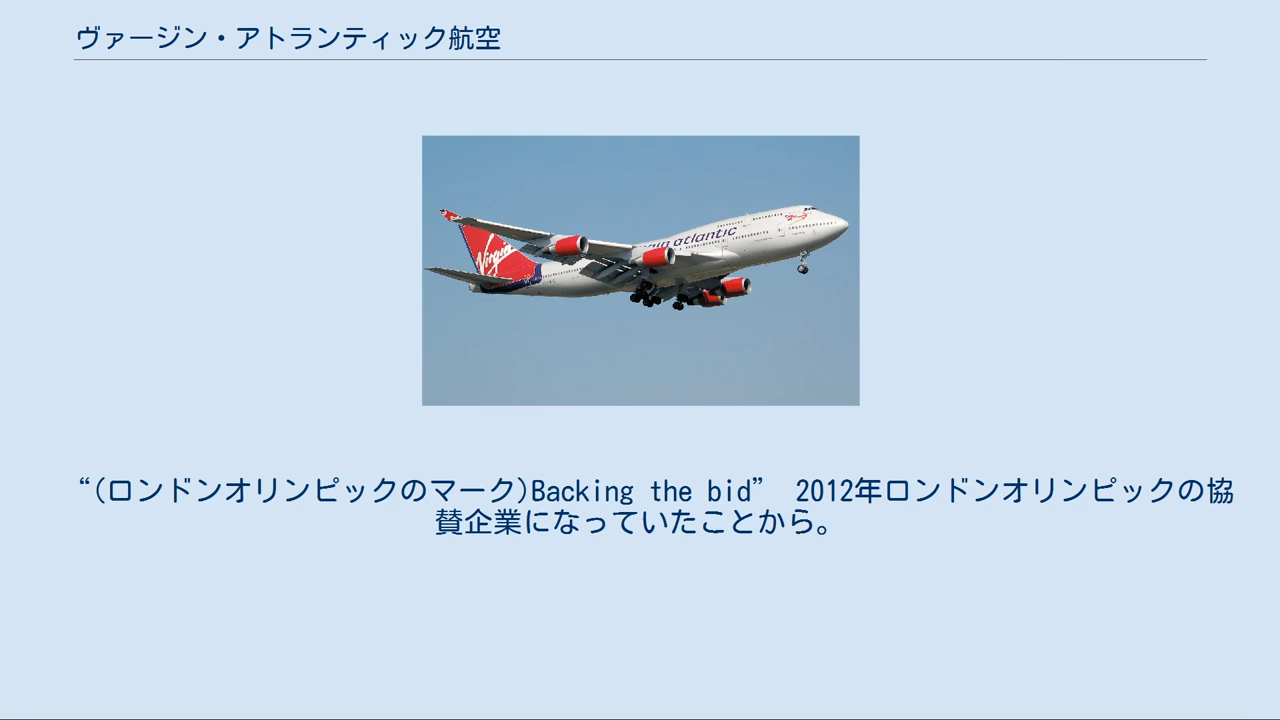 ヴァージン・アトランティック航空
virgin atlantic
Virgin
“(ロンドンオリンピックのマーク)Backing the bid”　2012年ロンドンオリンピックの協
賛企業になっていたことから。